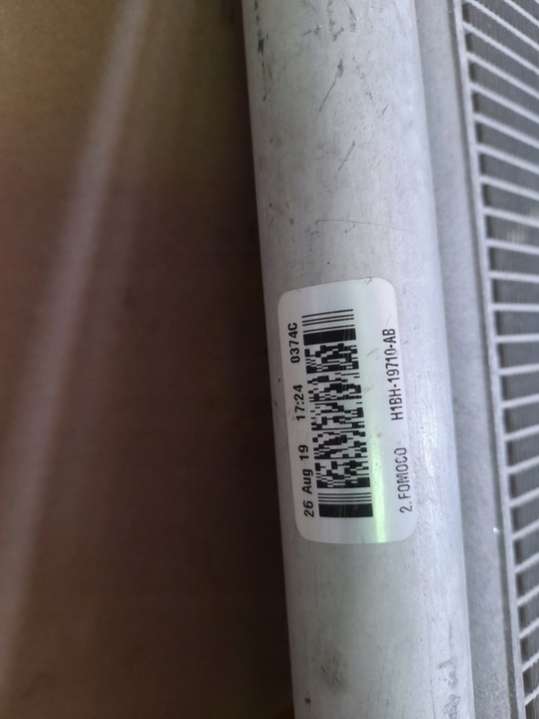 26 Aug 19 17:24 0374C
2. FOMOCO H1BH-19710-AB